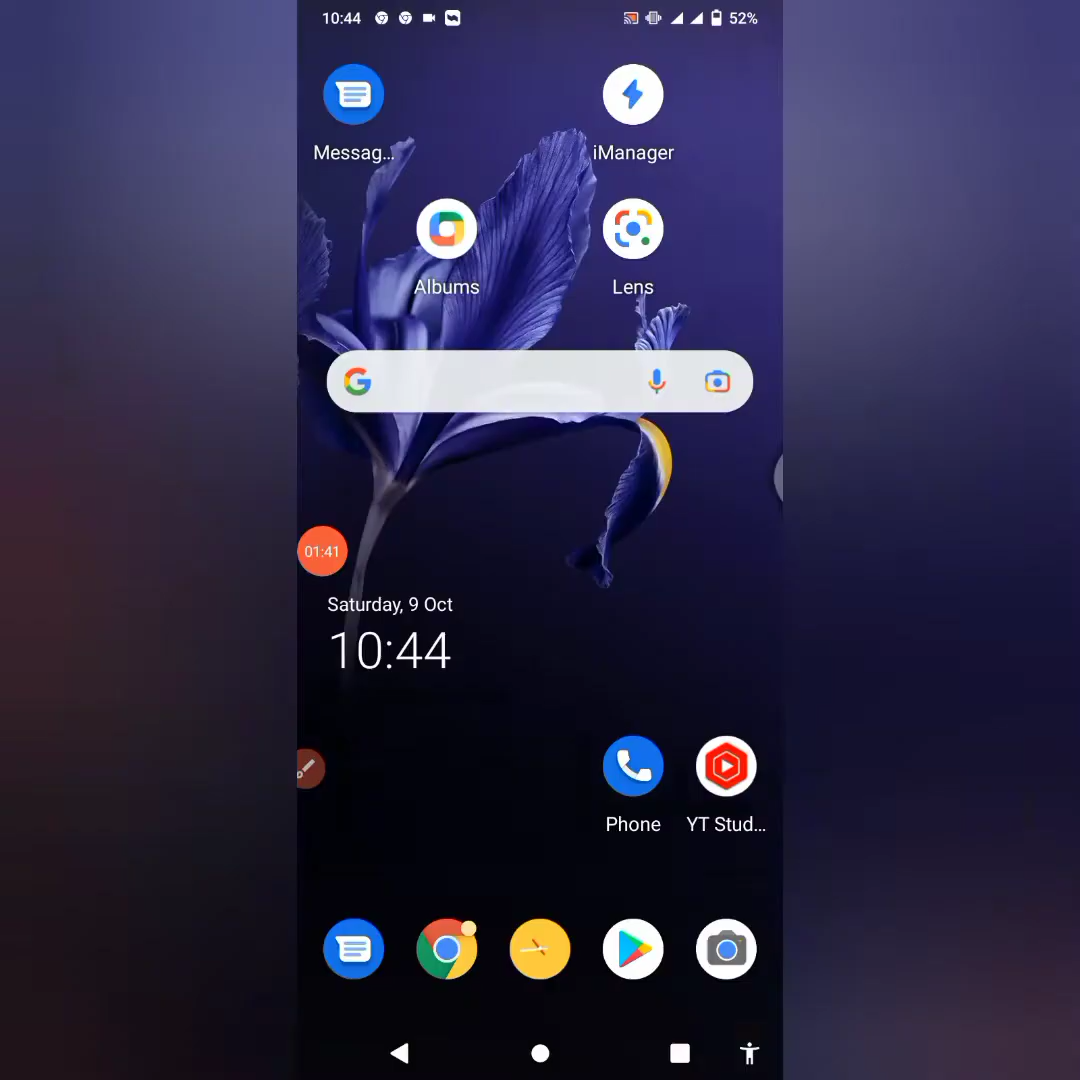 10:44
52%
Messag...
iManager
Albums
Lens
01:41
Saturday, 9 Oct
10:44
Phone
YT Stud...